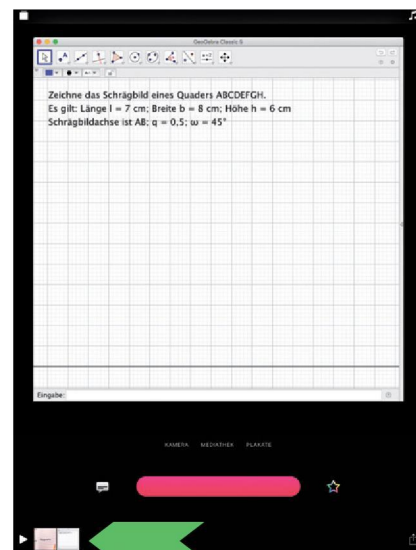 GeoGebra Classic 5
Zeichne das Schrägbild eines Quaders ABCDEFGH.
Es gilt: Länge l = 7 cm; Breite b = 8 cm; Höhe h = 6 cm
Schrägbildachse ist AB; q = 0,5; ω = 45°
Eingabe:
KAMERA MEDIATHEK PLAKATE